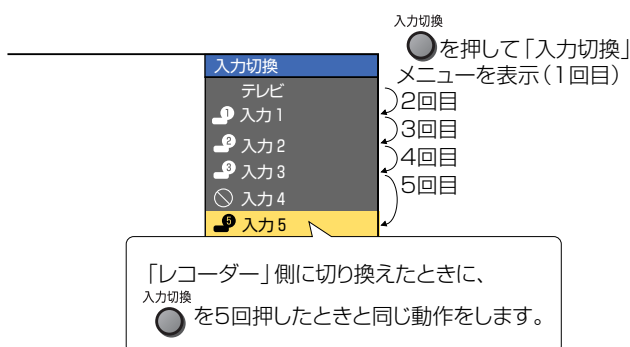 入力切換
を押して「入力切換」
メニューを表示(1回目)
入力切換
テレビ
1 入力1
2 入力2
3 入力3
入力4
5 入力5
2回目
3回目
4回目
5回目
「レコーダー」側に切り換えたときに、
入力切換
を5回押したときと同じ動作をします。